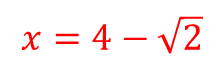 x = 4 − √2